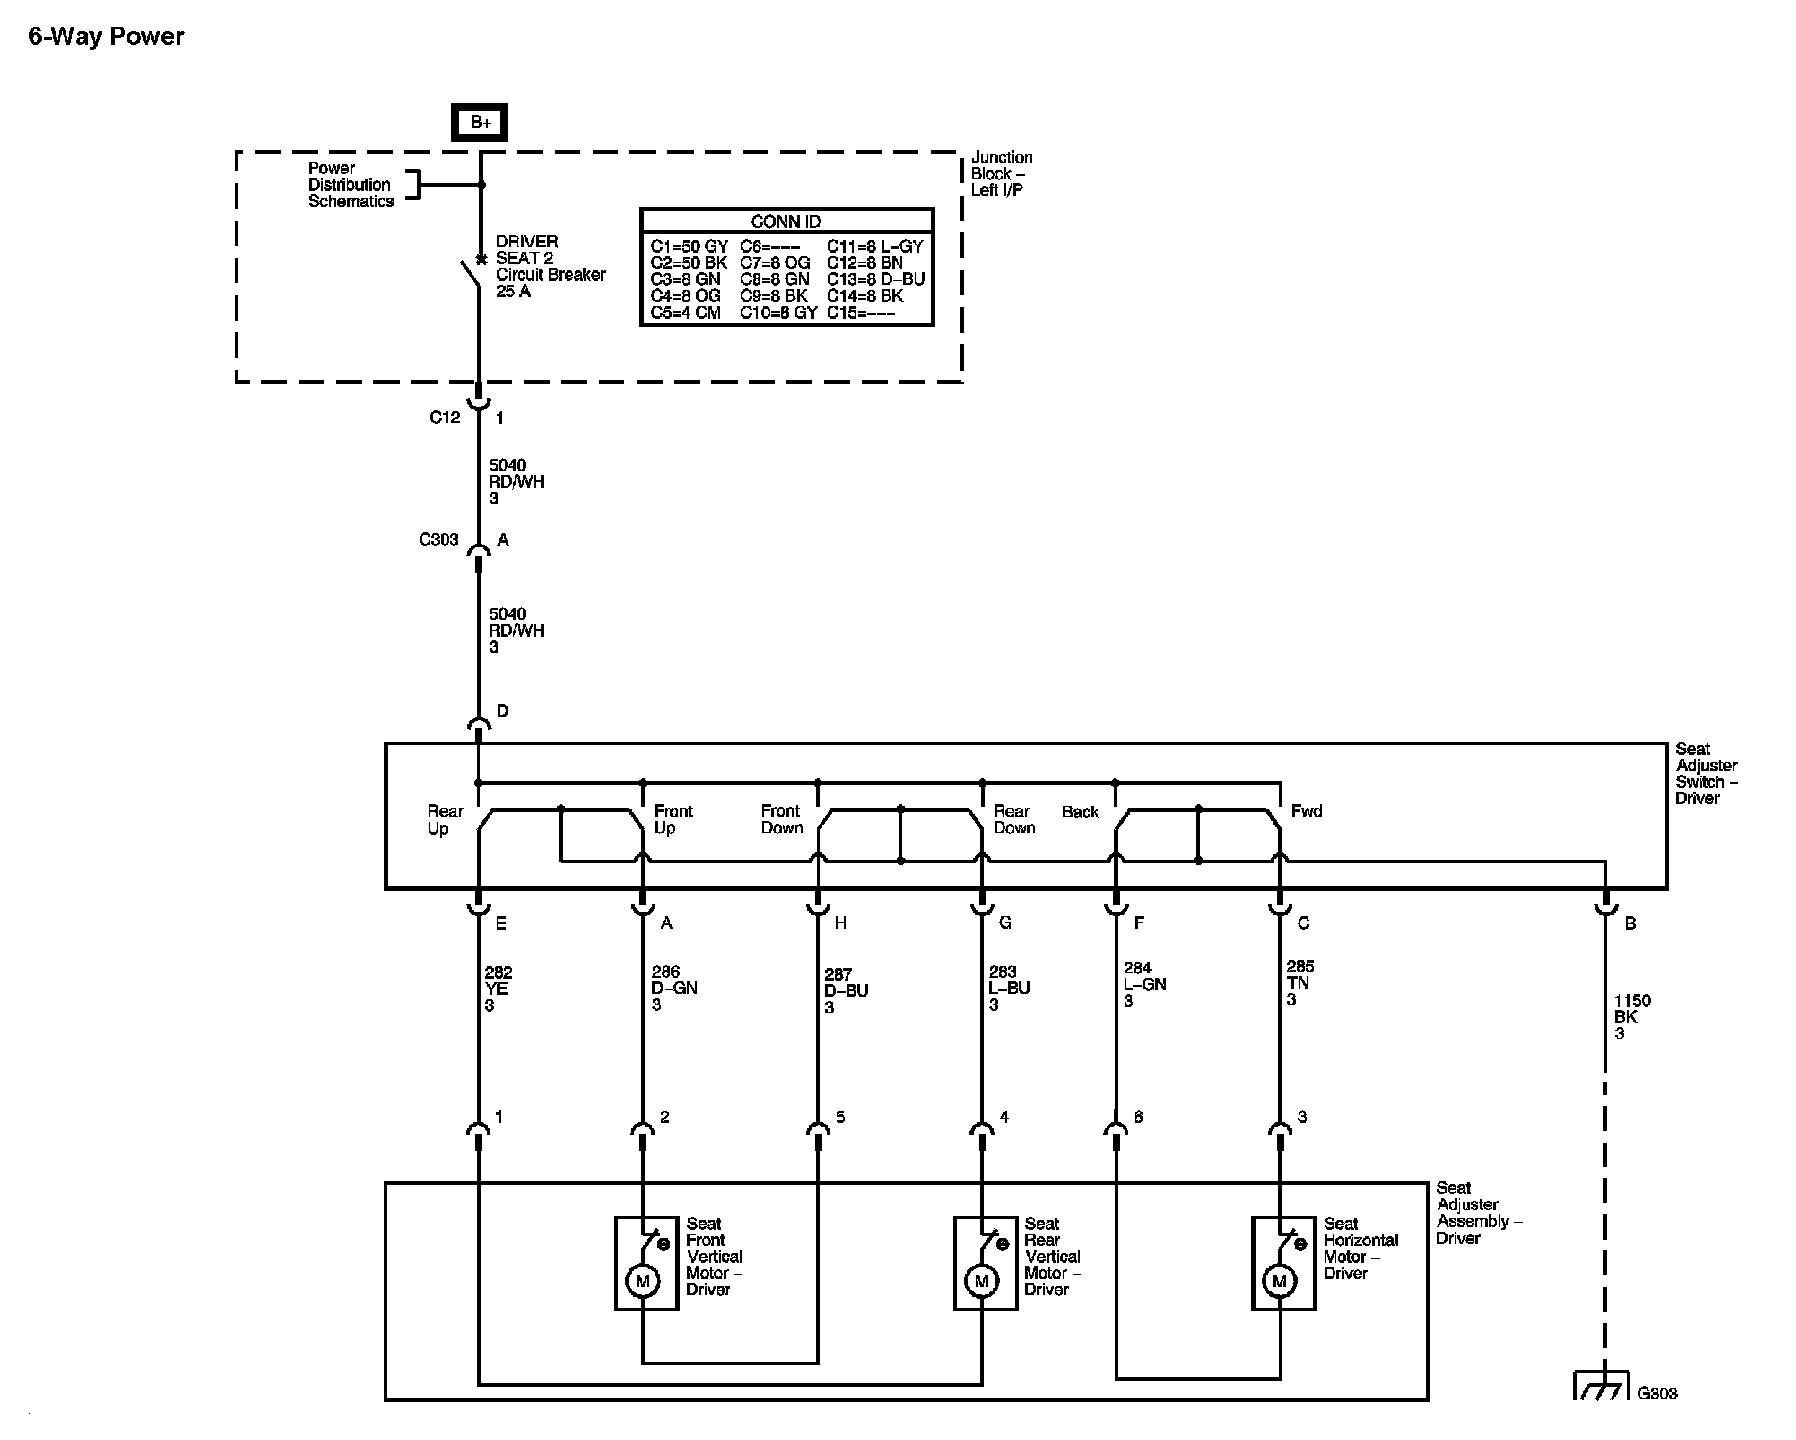 6-Way Power
B+
Power
Distribution
Schematics
Junction
Block –
Left I/P
DRIVER
SEAT 2
Circuit Breaker
25 A
CONN ID
C1=50 GY C6=––– C11=8 L–GY
C2=50 BK C7=8 OG C12=8 BN
C3=8 GN C8=8 GN C13=8 D–BU
C4=8 OG C9=8 BK C14=8 BK
C5=4 CM C10=8 GY C15=–––
C12 1
5040
RD/WH
3
C303 A
5040
RD/WH
3
D
Seat
Adjuster
Switch –
Driver
Rear
Up
Front
Up
Front
Down
Rear
Down
Back
Fwd
E A H G F C B
282
YE
3
286
D–GN
3
287
D–BU
3
283
L–BU
3
284
L–GN
3
285
TN
3
1150
BK
3
1 2 5 4 6 3
Seat
Adjuster
Assembly –
Driver
M
Seat
Front
Vertical
Motor –
Driver
M
Seat
Rear
Vertical
Motor –
Driver
M
Seat
Horizontal
Motor –
Driver
G303